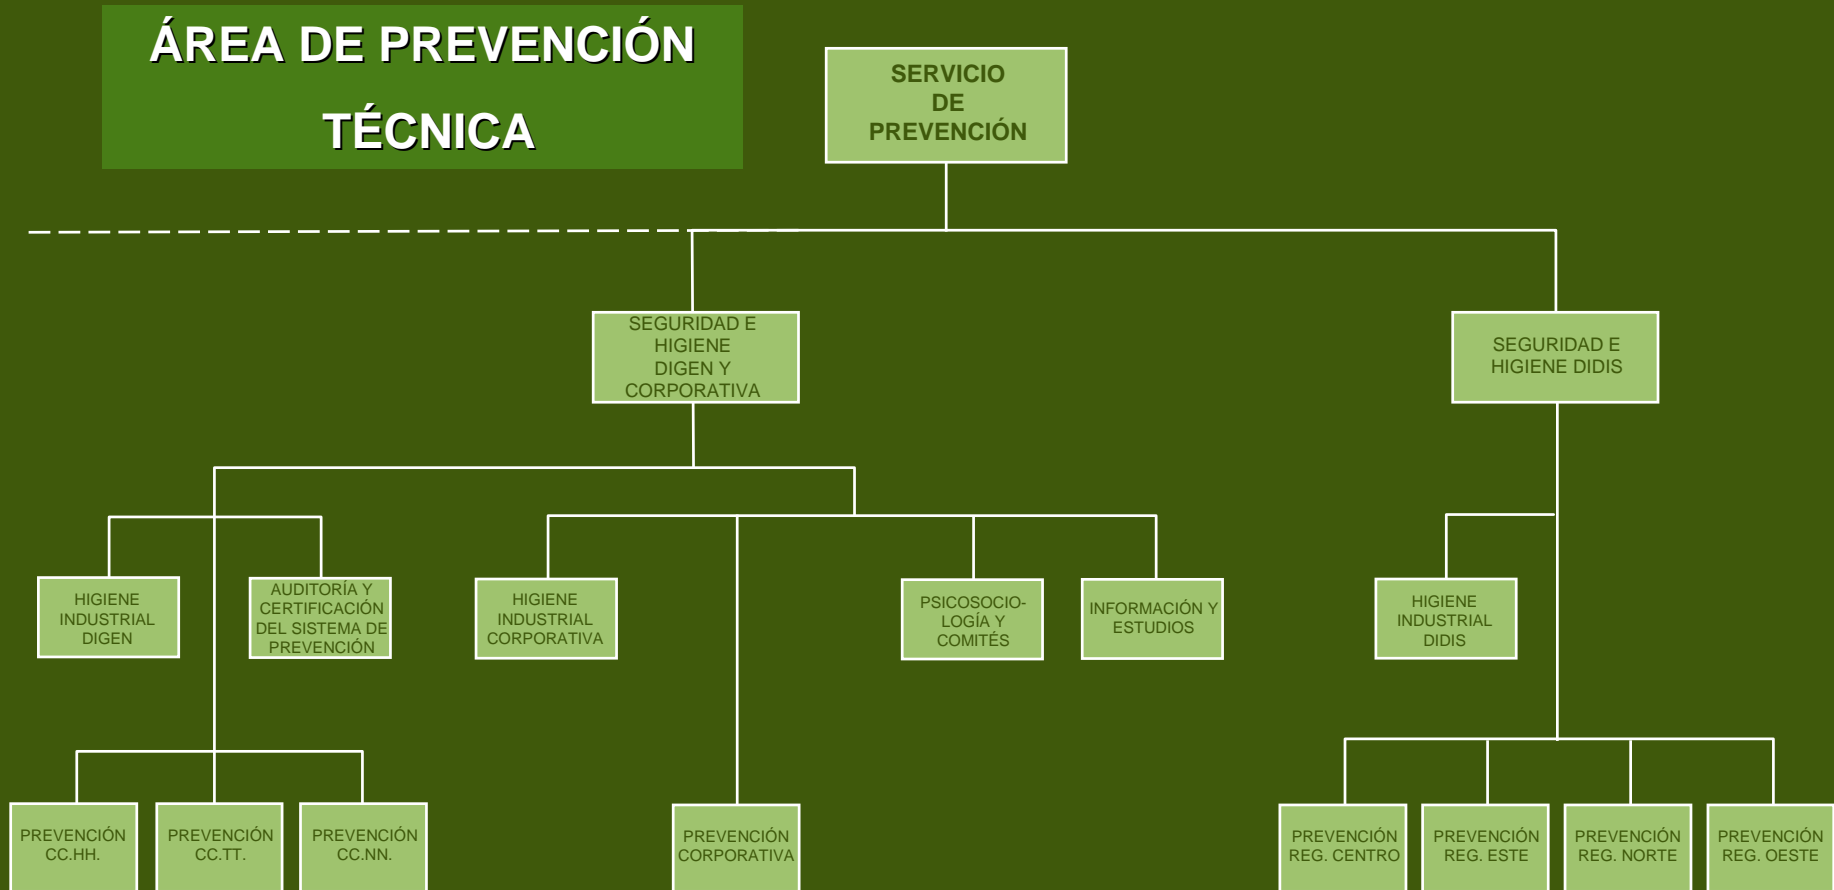 ÁREA DE PREVENCIÓN
TÉCNICA
SERVICIO
DE
PREVENCIÓN
SEGURIDAD E
HIGIENE
DIGEN Y
CORPORATIVA
SEGURIDAD E
HIGIENE DIDIS
HIGIENE
INDUSTRIAL
DIGEN
AUDITORÍA Y
CERTIFICACIÓN
DEL SISTEMA DE
PREVENCIÓN
HIGIENE
INDUSTRIAL
CORPORATIVA
PSICOSOCIO-
LOGÍA Y
COMITÉS
INFORMACIÓN Y
ESTUDIOS
HIGIENE
INDUSTRIAL
DIDIS
PREVENCIÓN
CC.HH.
PREVENCIÓN
CC.TT.
PREVENCIÓN
CC.NN.
PREVENCIÓN
CORPORATIVA
PREVENCIÓN
REG. CENTRO
PREVENCIÓN
REG. ESTE
PREVENCIÓN
REG. NORTE
PREVENCIÓN
REG. OESTE